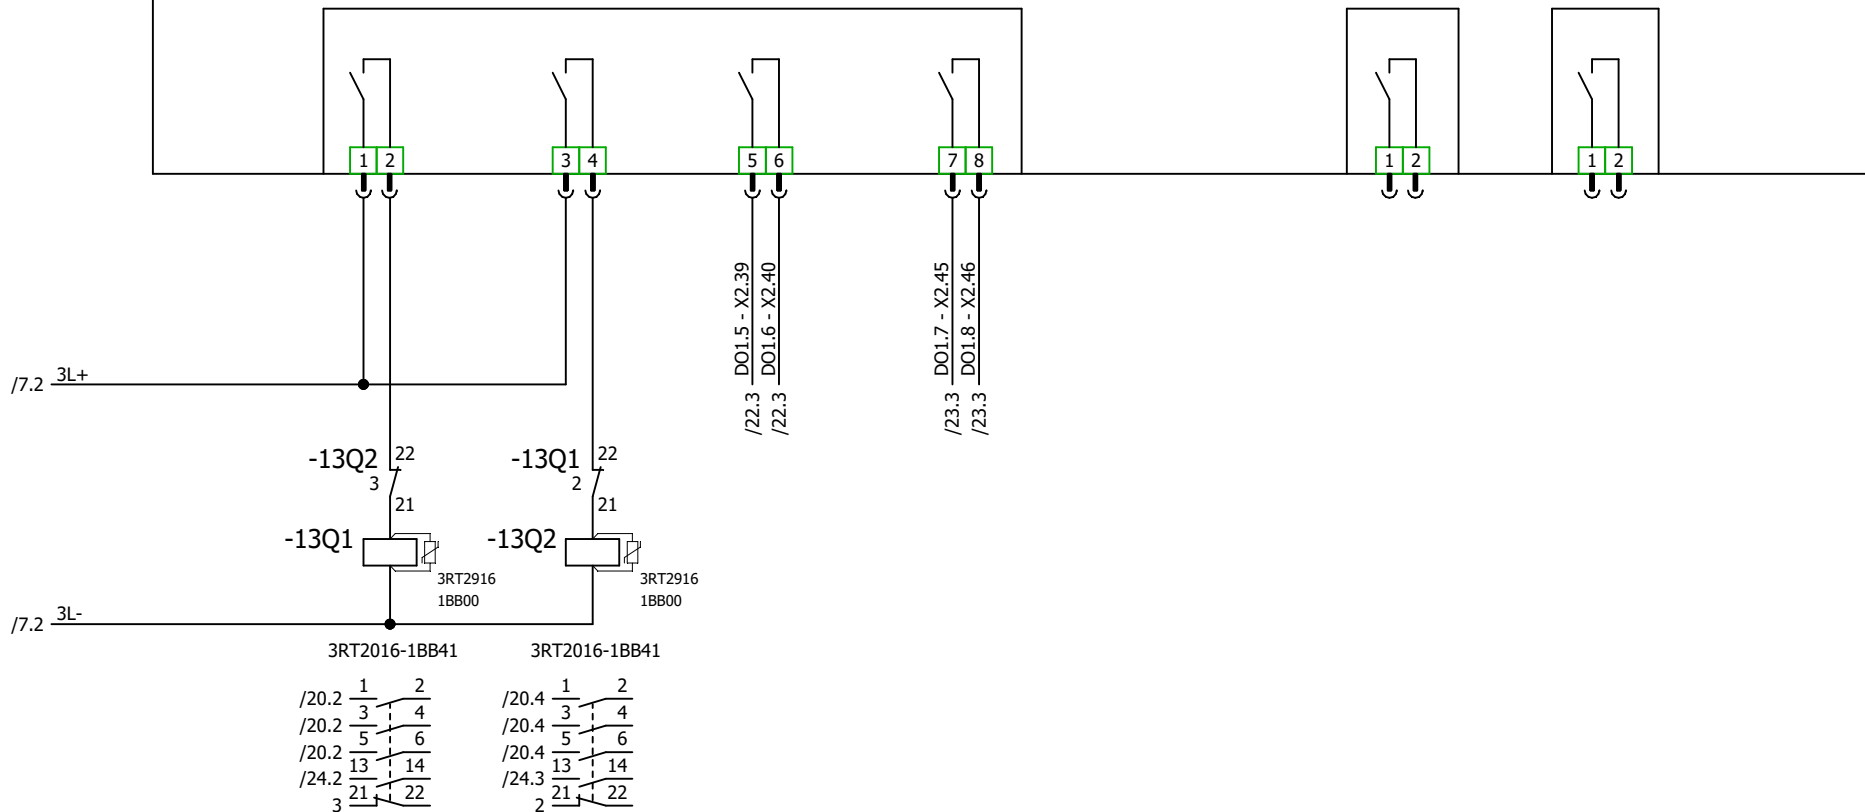 1 2 3 4 5 6 7 8 1 2 1 2
DO1.5 - X2.39
DO1.6 - X2.40
DO1.7 - X2.45
DO1.8 - X2.46
/7.2 3L+
/22.3
/22.3
/23.3
/23.3
-13Q2 22
3
21
-13Q1 22
2
21
-13Q1
3RT2916
1BB00
-13Q2
3RT2916
1BB00
/7.2 3L-
3RT2016-1BB41
/20.2 1 2
/20.2 3 4
/20.2 5 6
/24.2 13 14
3 21 22
3RT2016-1BB41
/20.4 1 2
/20.4 3 4
/20.4 5 6
/24.3 13 14
2 21 22